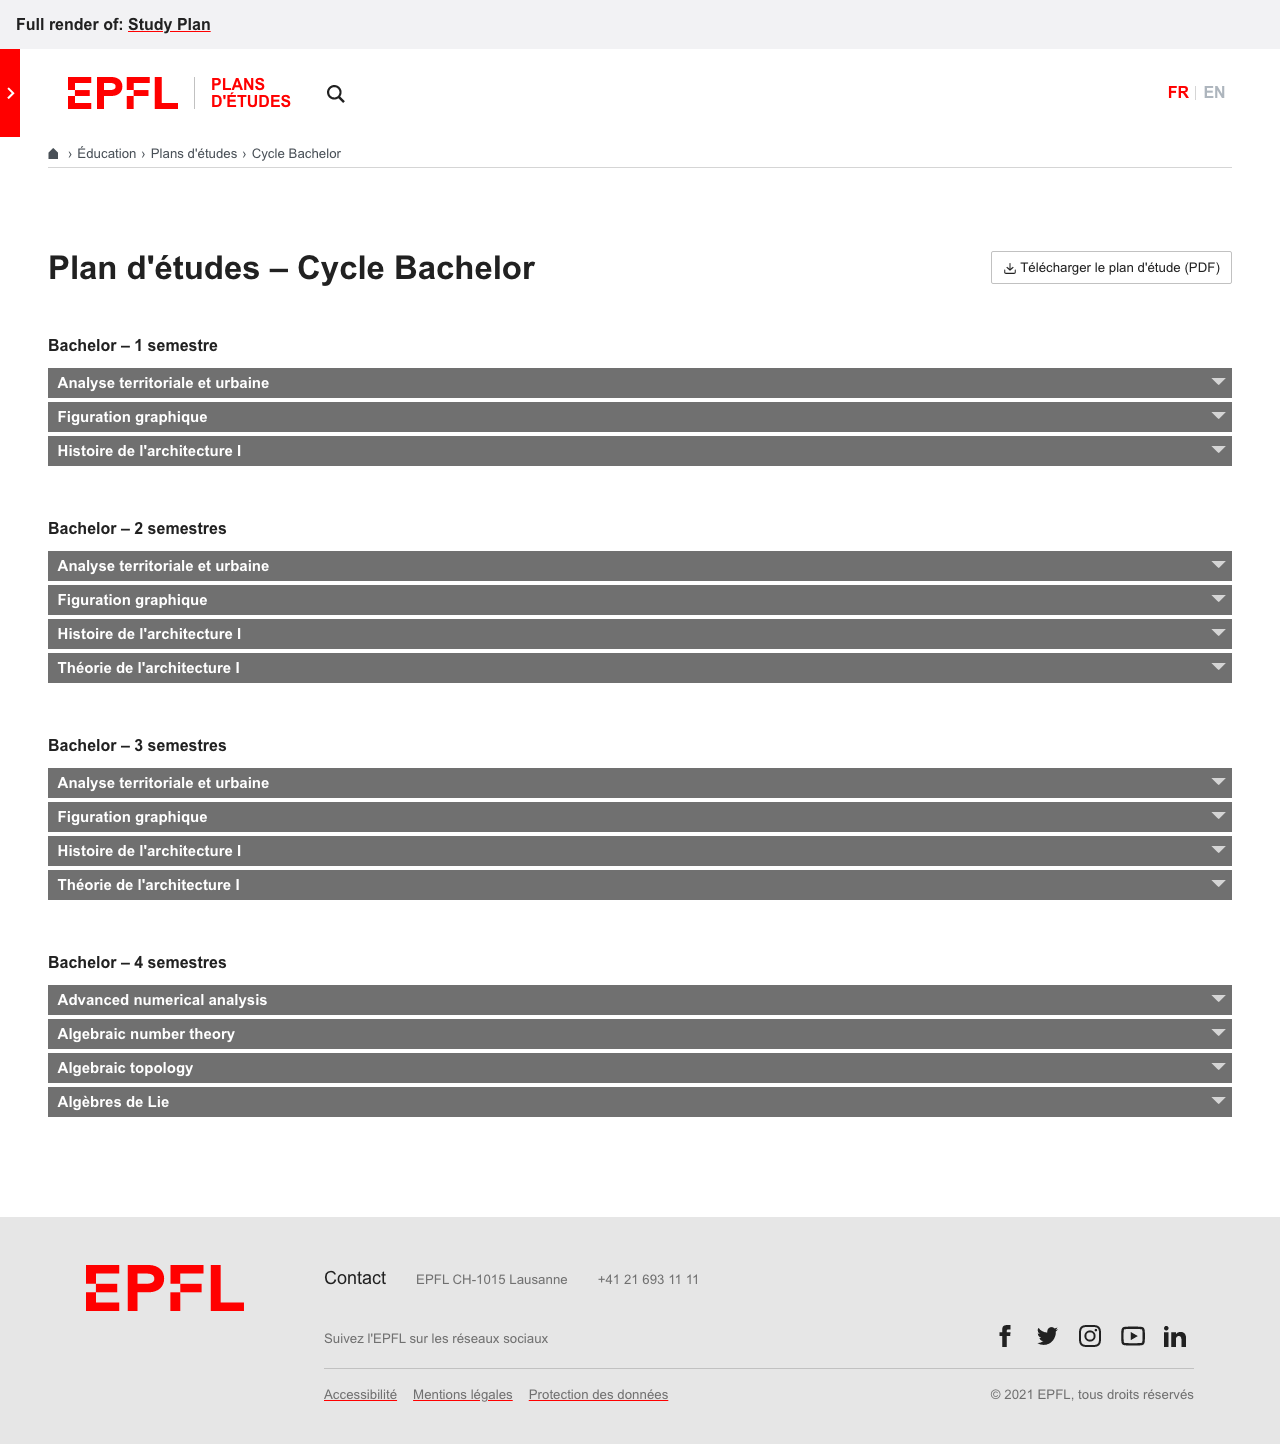 Full render of: Study Plan
EPFL
PLANS
D'ÉTUDES
FR EN
› Éducation › Plans d'études › Cycle Bachelor
Plan d'études – Cycle Bachelor
Télécharger le plan d'étude (PDF)
Bachelor – 1 semestre
Analyse territoriale et urbaine
Figuration graphique
Histoire de l'architecture I
Bachelor – 2 semestres
Analyse territoriale et urbaine
Figuration graphique
Histoire de l'architecture I
Théorie de l'architecture I
Bachelor – 3 semestres
Analyse territoriale et urbaine
Figuration graphique
Histoire de l'architecture I
Théorie de l'architecture I
Bachelor – 4 semestres
Advanced numerical analysis
Algebraic number theory
Algebraic topology
Algèbres de Lie
EPFL
Contact EPFL CH-1015 Lausanne +41 21 693 11 11
Suivez l'EPFL sur les réseaux sociaux
Accessibilité Mentions légales Protection des données © 2021 EPFL, tous droits réservés